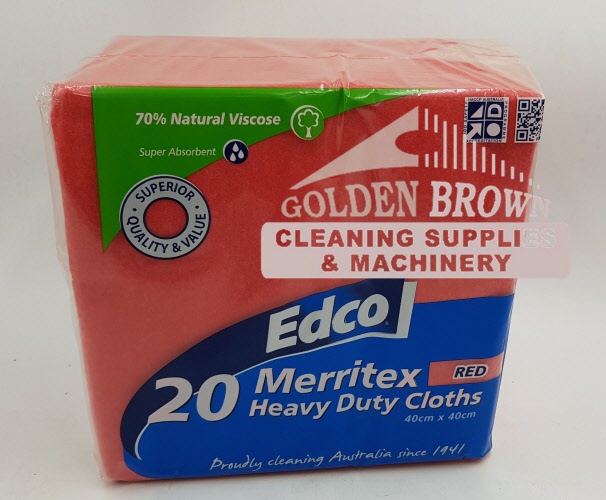 70% Natural Viscose
Super Absorbent
SUPERIOR
QUALITY & VALUE
GOLDEN BROWN
CLEANING SUPPLIES
& MACHINERY
Edco
20 Merritex RED
Heavy Duty Cloths
40cm x 40cm
Proudly cleaning Australia since 1941